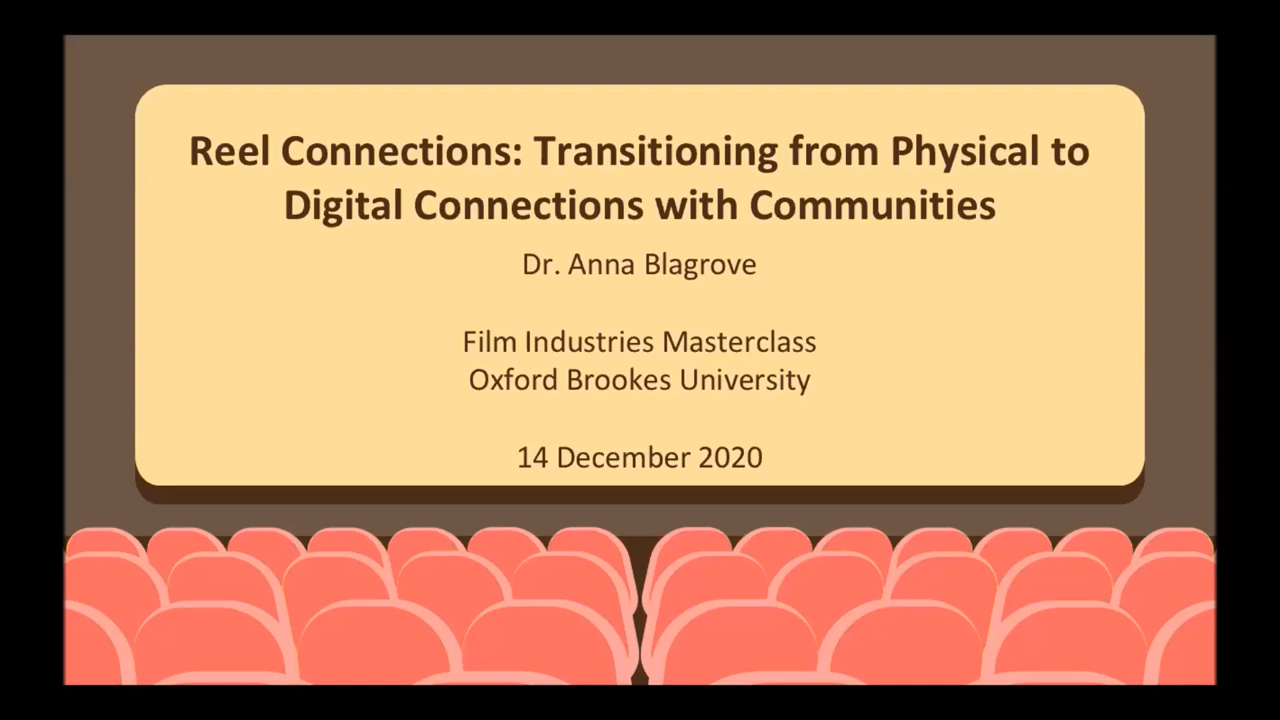 Reel Connections: Transitioning from Physical to
Digital Connections with Communities
Dr. Anna Blagrove
Film Industries Masterclass
Oxford Brookes University
14 December 2020